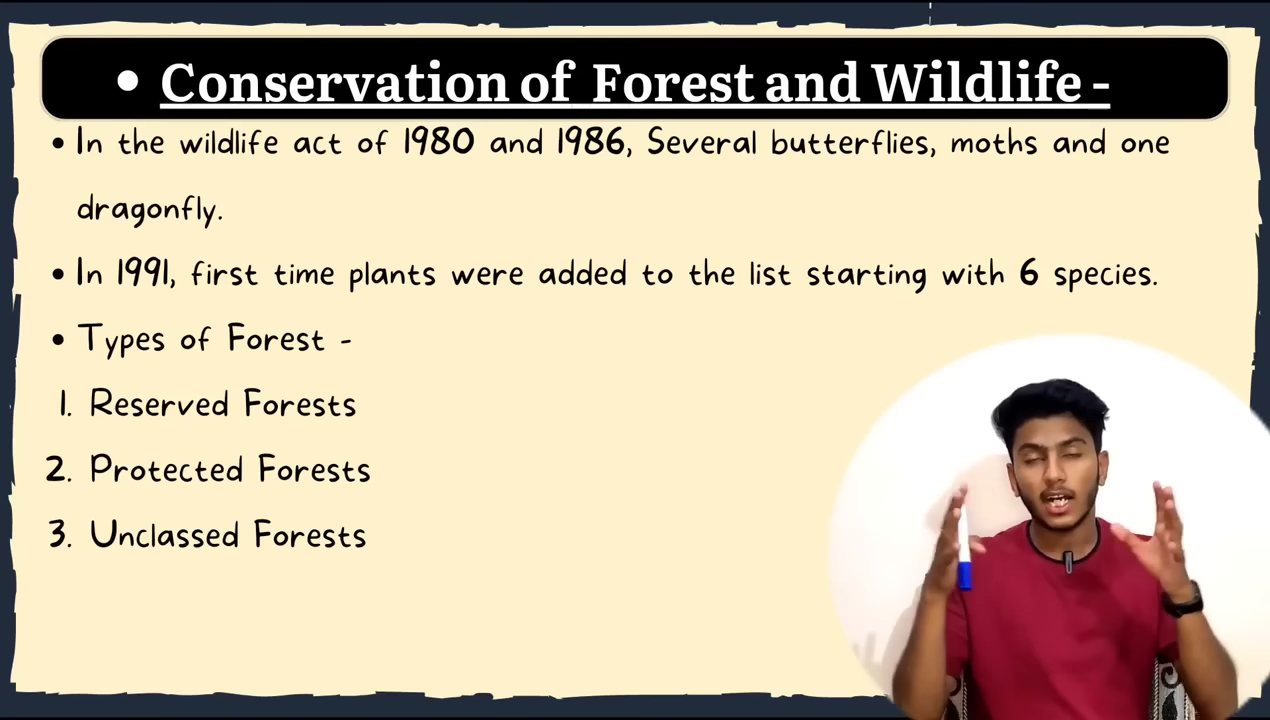 • Conservation of Forest and Wildlife -
• In the wildlife act of 1980 and 1986, Several butterflies, moths and one
dragonfly.
• In 1991, first time plants were added to the list starting with 6 species.
• Types of Forest -
1. Reserved Forests
2. Protected Forests
3. Unclassed Forests